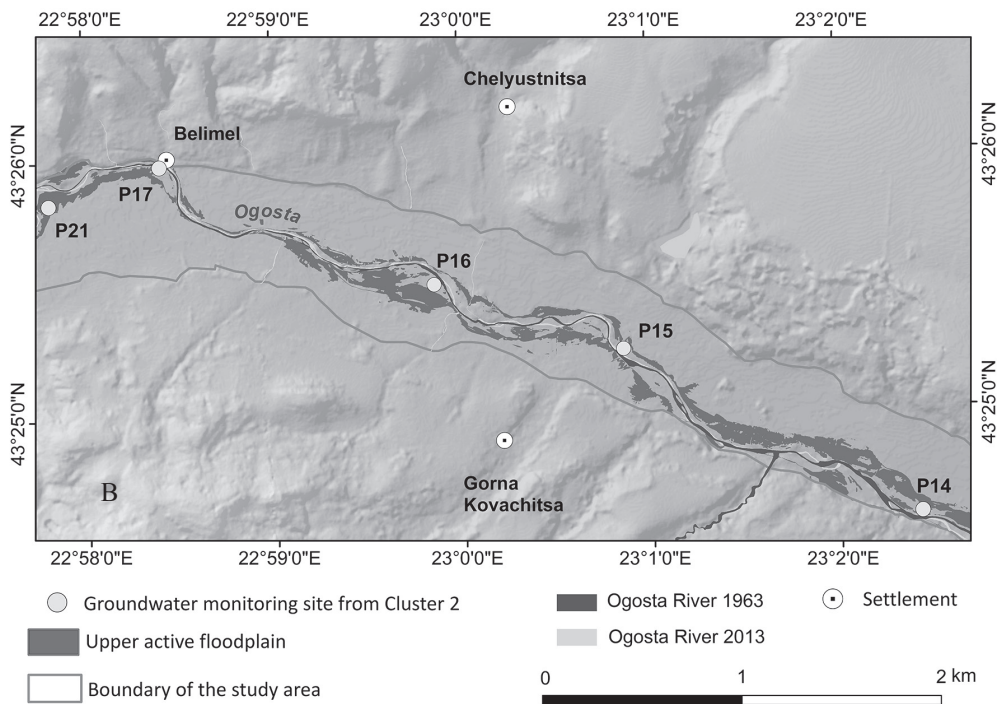 22°58'0"E 22°59'0"E 23°0'0"E 23°1'0"E 23°2'0"E
Chelyustnitsa
Belimel
43°26'0"N
43°26'0"N
P17
Ogosta
P21
P16
P15
43°25'0"N
43°25'0"N
Gorna
Kovachitsa
P14
B
22°58'0"E 22°59'0"E 23°0'0"E 23°1'0"E 23°2'0"E
Groundwater monitoring site from Cluster 2
Upper active floodplain
Boundary of the study area
Ogosta River 1963
Ogosta River 2013
Settlement
0 1 2 km